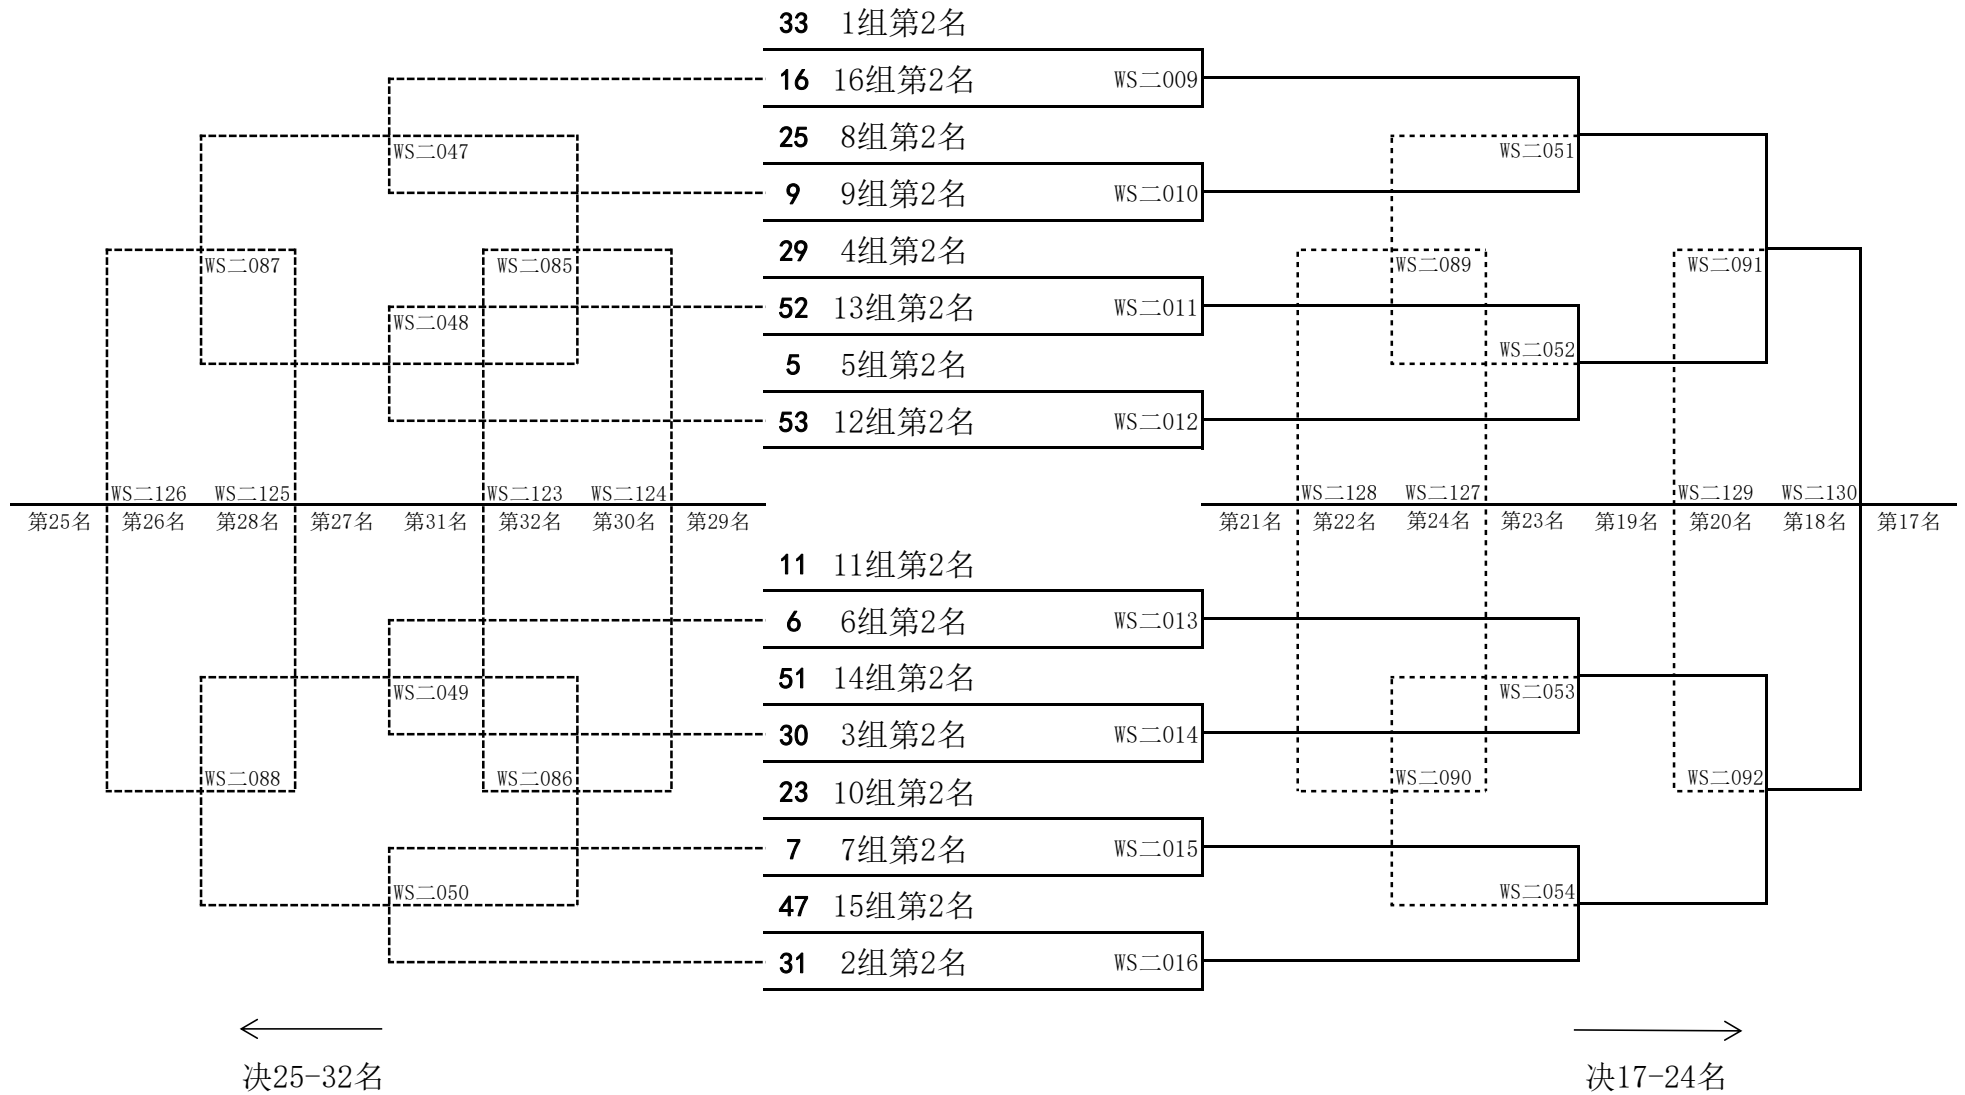 33 1组第2名
16 16组第2名 WS二009
25 8组第2名
WS二047 WS二051
9 9组第2名 WS二010
29 4组第2名
WS二087 WS二085 WS二089 WS二091
52 13组第2名 WS二011
WS二048 WS二052
5 5组第2名
53 12组第2名 WS二012
WS二126 WS二125 WS二123 WS二124 WS二128 WS二127 WS二129 WS二130
第25名 第26名 第28名 第27名 第31名 第32名 第30名 第29名 第21名 第22名 第24名 第23名 第19名 第20名 第18名 第17名
11 11组第2名
6 6组第2名 WS二013
51 14组第2名
WS二049 WS二053
30 3组第2名 WS二014
WS二088 WS二086 WS二090 WS二092
23 10组第2名
7 7组第2名 WS二015
WS二050 WS二054
47 15组第2名
31 2组第2名 WS二016
决25-32名 决17-24名